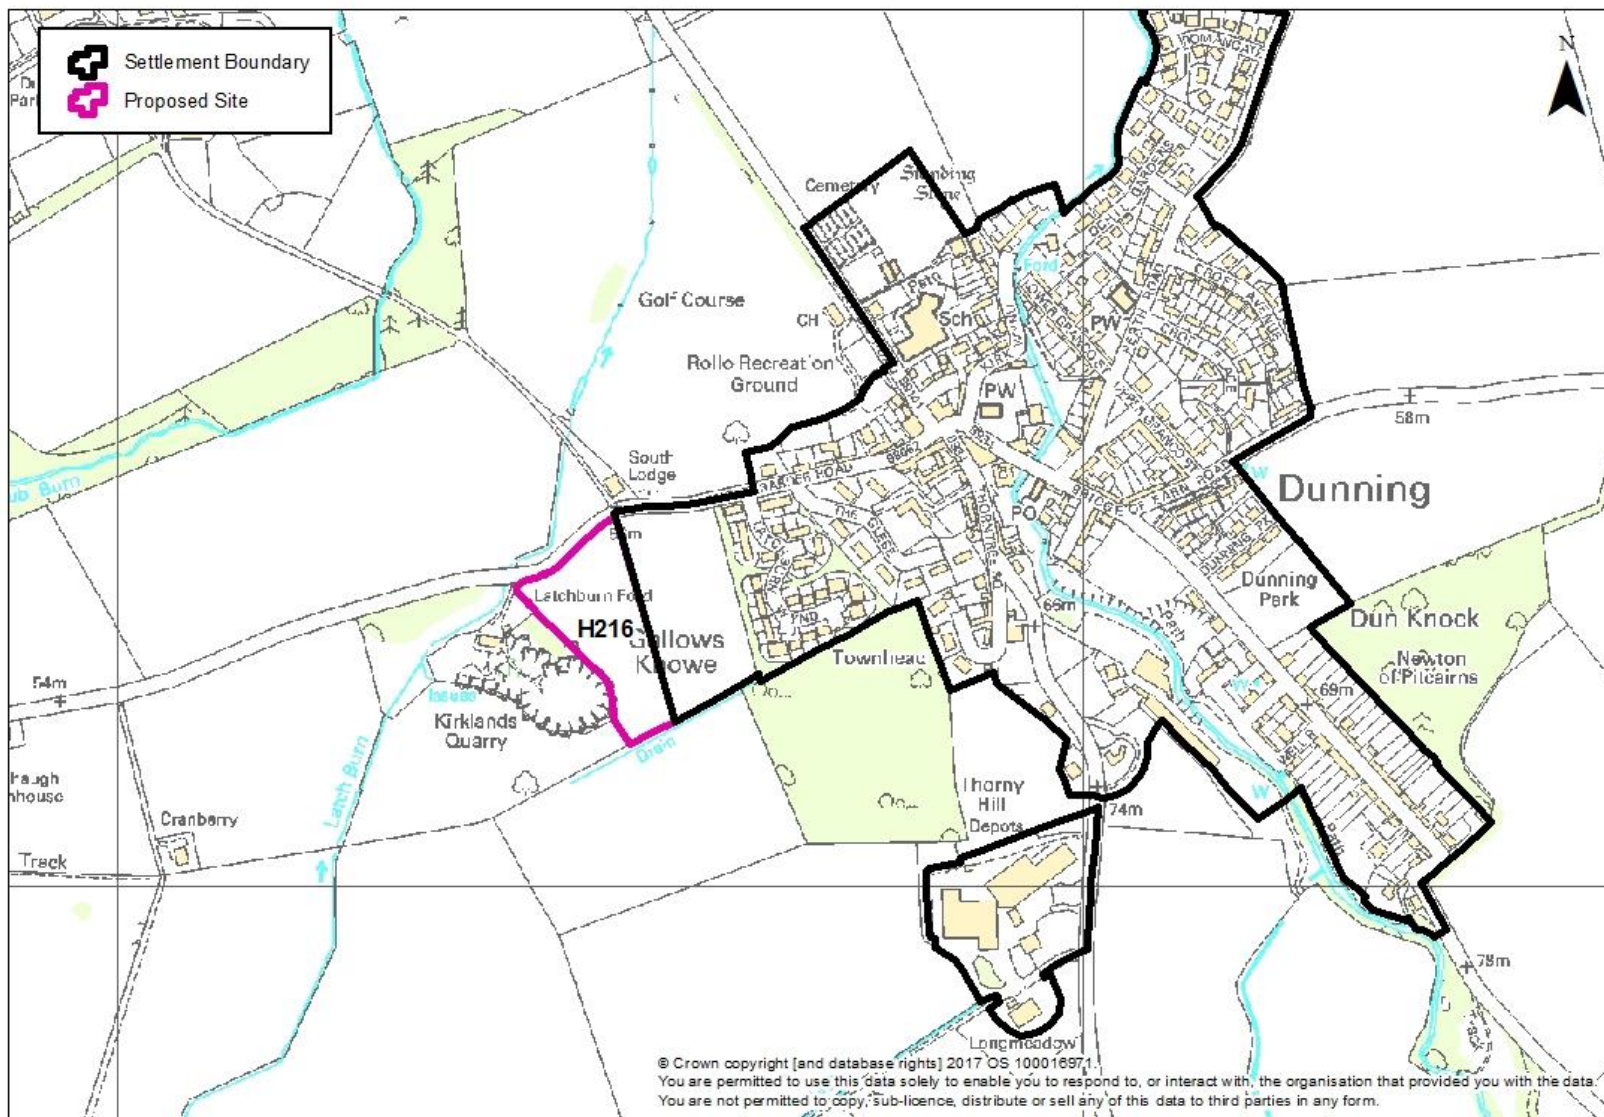 Settlement Boundary
Proposed Site
N
Cemetery
Standing
Stone
Path
Ford
Golf Course
CH
Sch
PW
Rollo Recreation
Ground
PW
58m
South
Lodge
Burn
Dunning
PO
W
Latchburn Ford
H216
Gallows
Knowe
Dunning
Park
Dun Knock
Path
Townhead
Newton
of Pitcairns
54m
Issues
69m
W
Kirklands
Quarry
Drain
Latch Burn
Thorny
Hill
Depots
W
Cranberry
74m
Path
Track
78m
Longmeadow
© Crown copyright [and database rights] 2017 OS 100016971.
You are permitted to use this data solely to enable you to respond to, or interact with, the organisation that provided you with the data.
You are not permitted to copy, sub-licence, distribute or sell any of this data to third parties in any form.